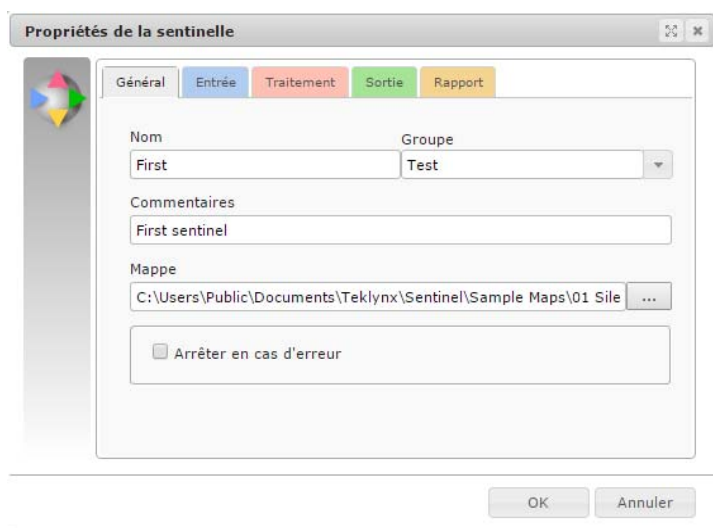 Propriétés de la sentinelle
Général Entrée Traitement Sortie Rapport
Nom Groupe
First Test
Commentaires
First sentinel
Mappe
C:\Users\Public\Documents\Teklynx\Sentinel\Sample Maps\01 Sile ...
Arrêter en cas d'erreur
OK Annuler